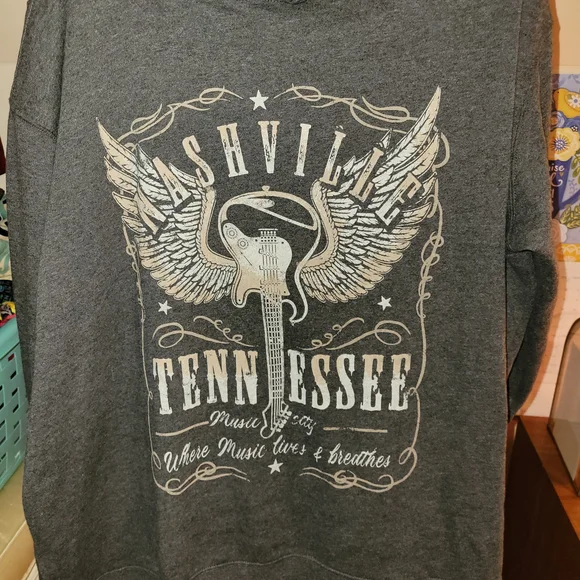 NASHVILLE
TENNESSEE
Music City
Where Music lives & breathes